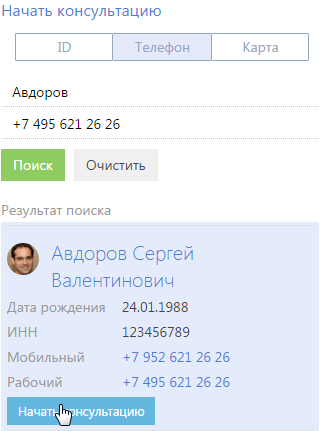 Начать консультацию
ID Телефон Карта
Авдоров
+7 495 621 26 26
Поиск Очистить
Результат поиска
Авдоров Сергей
Валентинович
Дата рождения 24.01.1988
ИНН 123456789
Мобильный +7 952 621 26 26
Рабочий +7 495 621 26 26
Начать консультацию